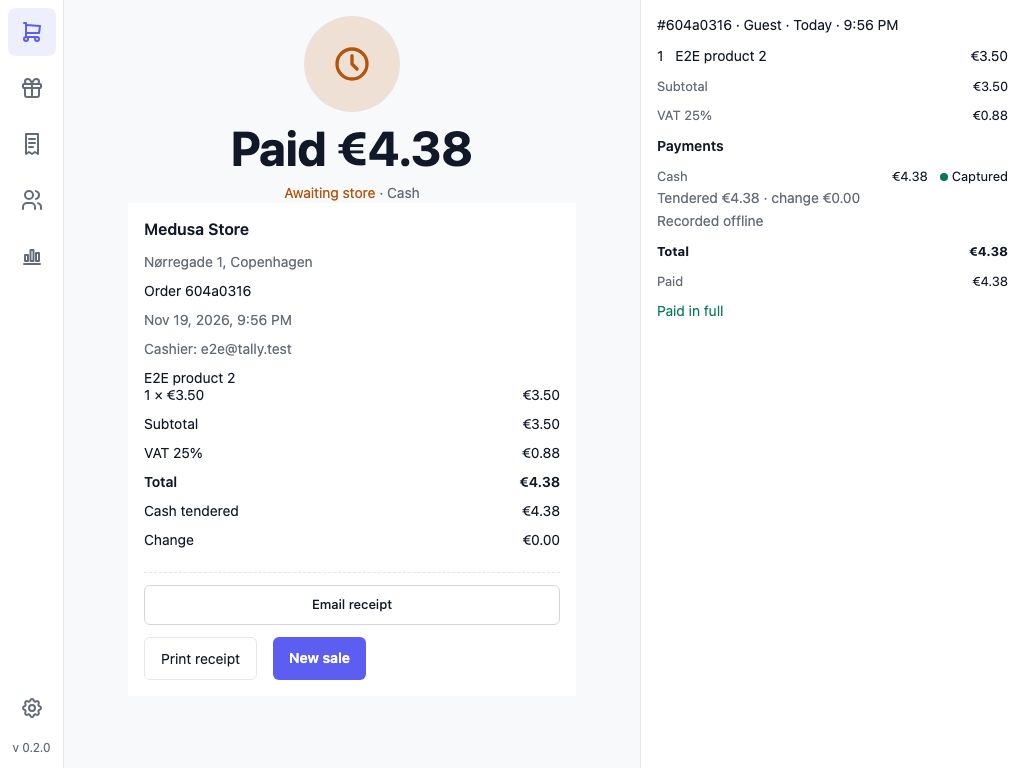 Paid €4.38
Awaiting store · Cash
Medusa Store
Nørregade 1, Copenhagen
Order 604a0316
Nov 19, 2026, 9:56 PM
Cashier: e2e@tally.test
E2E product 2
1 × €3.50 €3.50
Subtotal €3.50
VAT 25% €0.88
Total €4.38
Cash tendered €4.38
Change €0.00
Email receipt
Print receipt New sale
v 0.2.0
#604a0316 · Guest · Today · 9:56 PM
1 E2E product 2 €3.50
Subtotal €3.50
VAT 25% €0.88
Payments
Cash €4.38 Captured
Tendered €4.38 · change €0.00
Recorded offline
Total €4.38
Paid €4.38
Paid in full